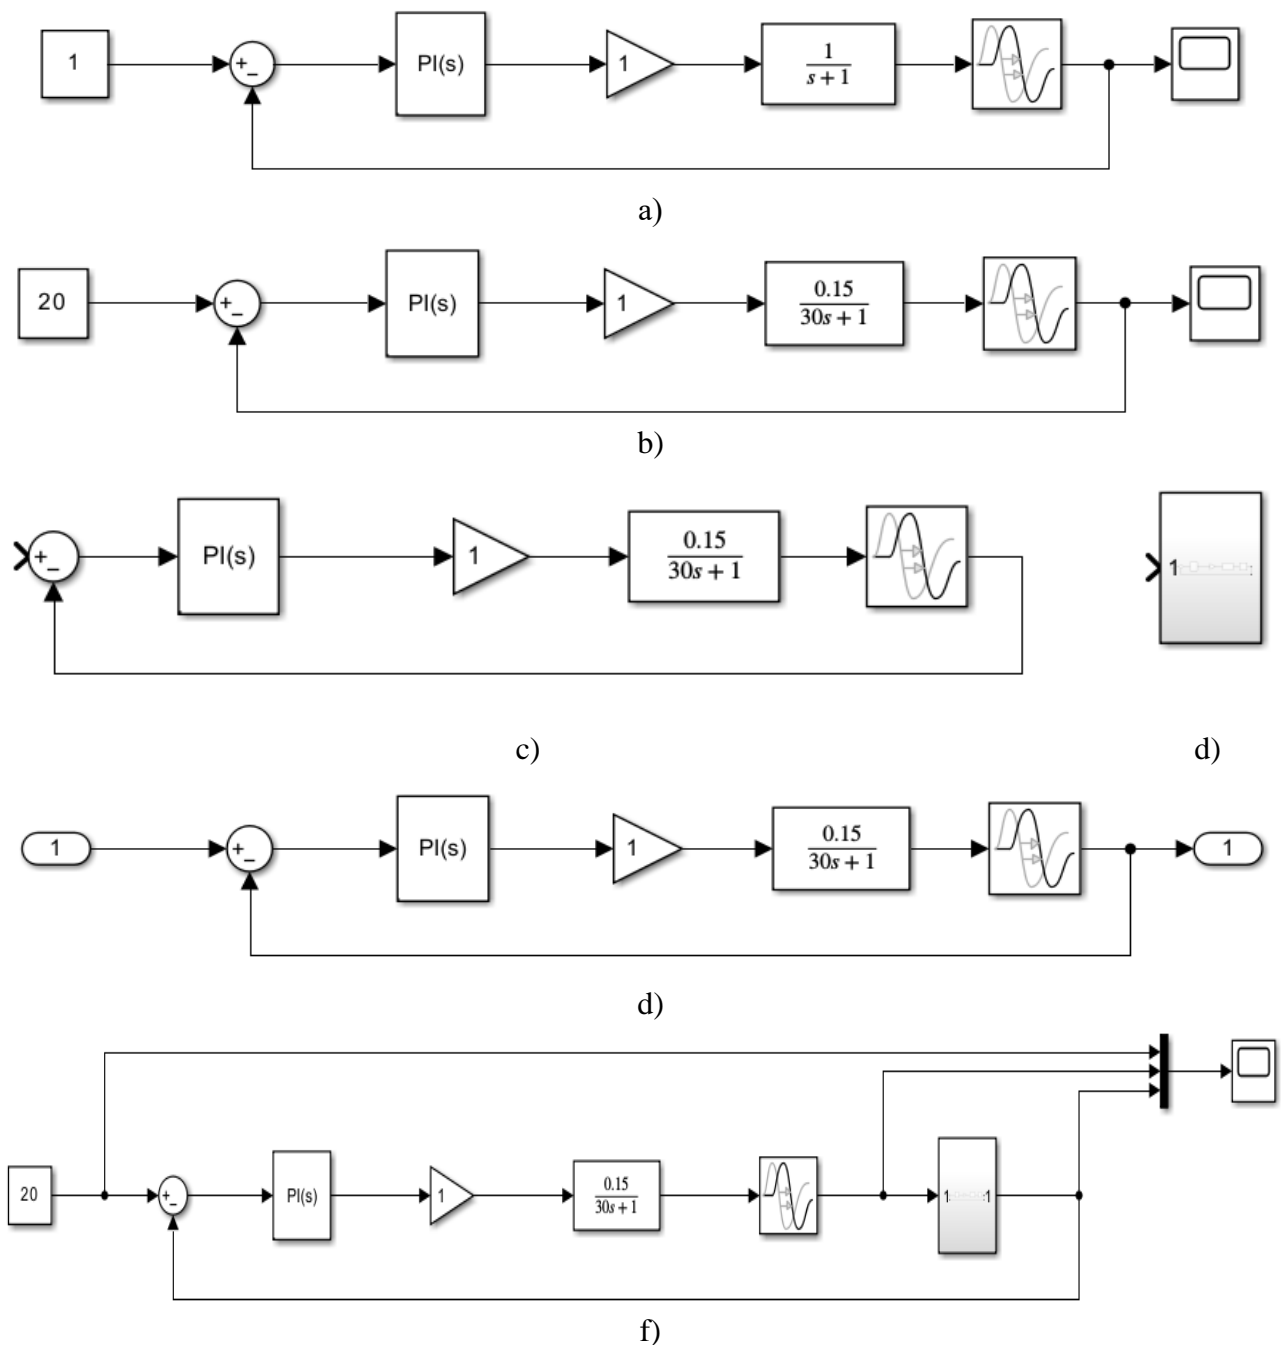 1 +- PI(s) 1 1/(s + 1)
a)
20 +- PI(s) 1 0.15/(30s + 1)
b)
+- PI(s) 1 0.15/(30s + 1) 1
c) d)
1 +- PI(s) 1 0.15/(30s + 1) 1
d)
20 +- PI(s) 1 0.15/(30s + 1) 1 1
f)